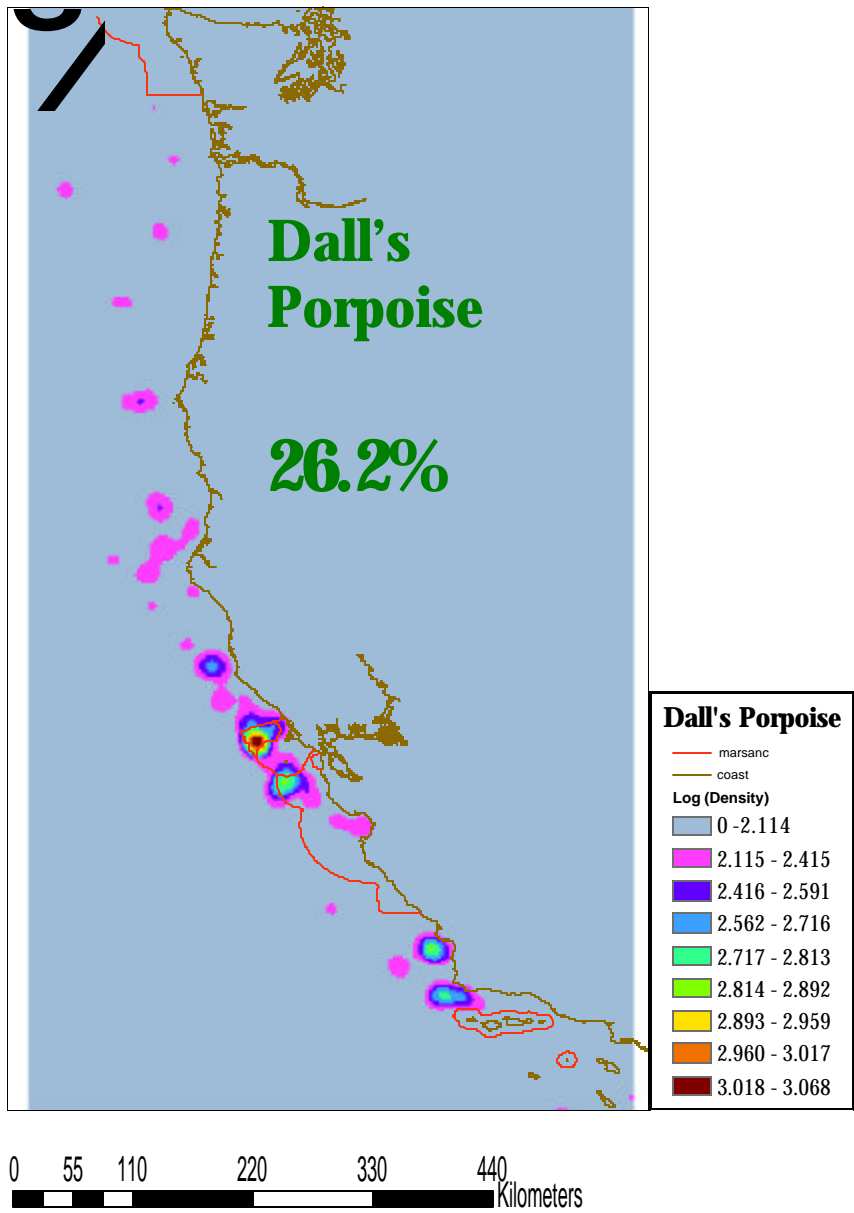 Dall's
Porpoise
26.2%
Dall's Porpoise
marsanc
coast
Log (Density)
0 -2.114
2.115 - 2.415
2.416 - 2.591
2.562 - 2.716
2.717 - 2.813
2.814 - 2.892
2.893 - 2.959
2.960 - 3.017
3.018 - 3.068
0 55 110 220 330 440
Kilometers